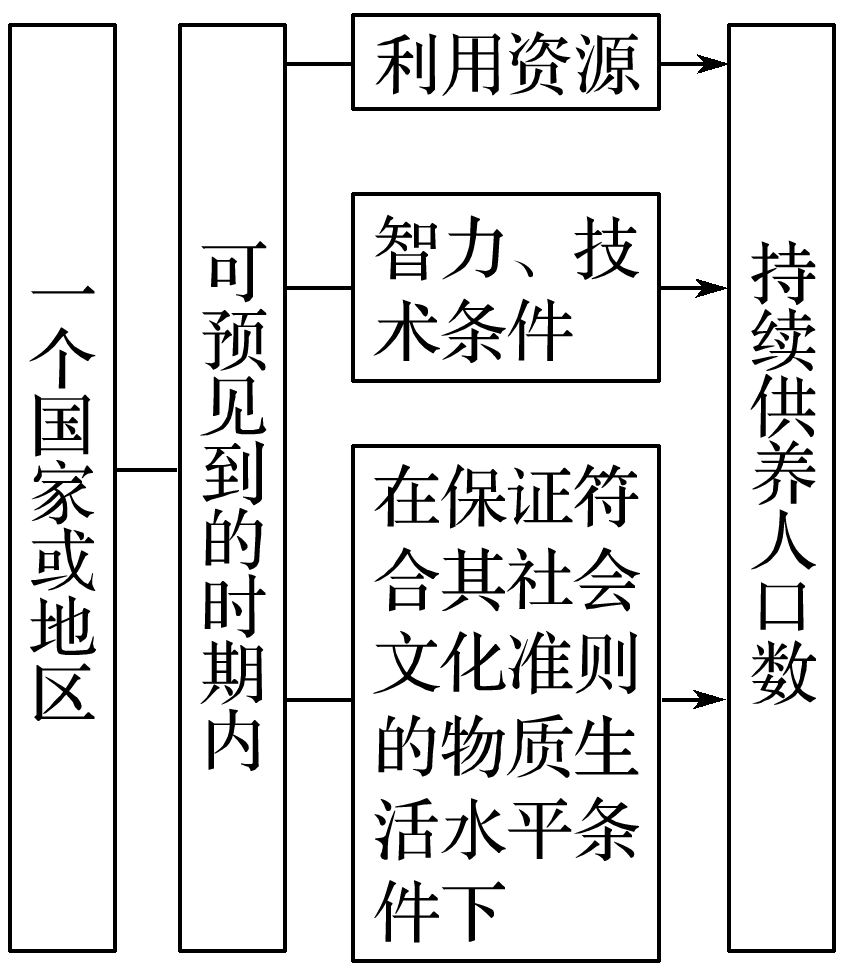 一个国家或地区
可预见到的时期内
利用资源
智力、技
术条件
在保证符
合其社会
文化准则
的物质生
活水平条
件下
持续供养人口数